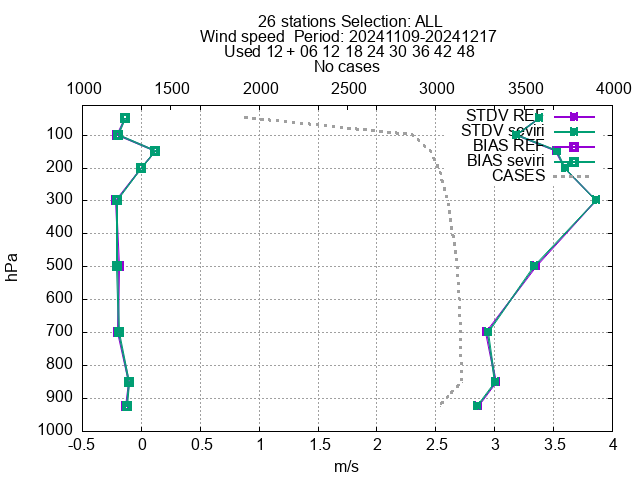 26 stations Selection: ALL
Wind speed  Period: 20241109-20241217
Used 12 + 06 12 18 24 30 36 42 48
No cases
1000 1500 2000 2500 3000 3500 4000
STDV REF
STDV seviri
BIAS REF
BIAS seviri
CASES
hPa
100
200
300
400
500
600
700
800
900
1000
-0.5 0 0.5 1 1.5 2 2.5 3 3.5 4
m/s